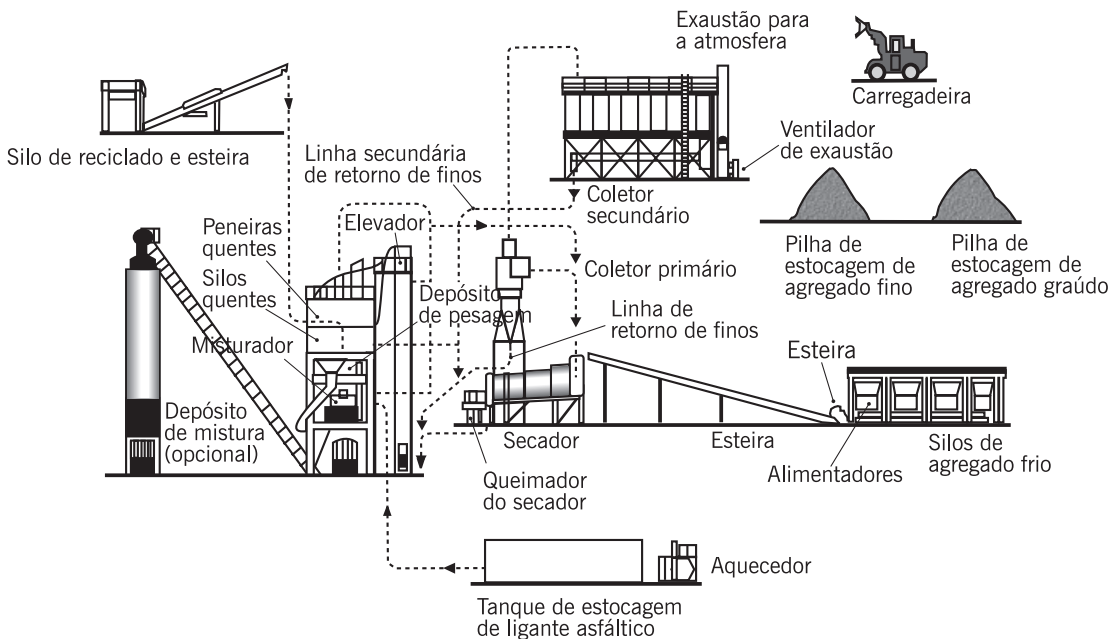 Exaustão para
a atmosfera
Carregadeira
Silo de reciclado e esteira
Linha secundária
de retorno de finos
Ventilador
de exaustão
Coletor
secundário
Peneiras
quentes
Elevador
Silos
quentes
Depósito
de pesagem
Coletor primário
Pilha de
estocagem de
agregado fino
Pilha de
estocagem de
agregado graúdo
Linha de
retorno de finos
Misturador
Esteira
Depósito
de mistura
(opcional)
Secador
Esteira
Alimentadores
Silos de
agregado frio
Queimador
do secador
Aquecedor
Tanque de estocagem
de ligante asfáltico